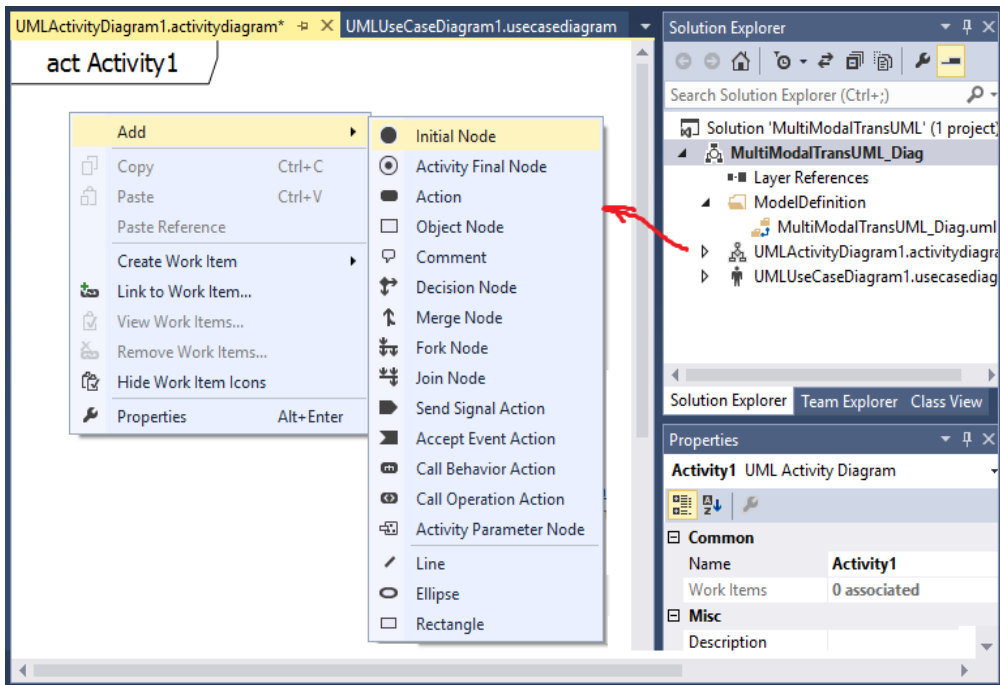 UMLActivityDiagram1.activitydiagram*
UMLUseCaseDiagram1.usecasediagram
act Activity1
Add
Copy Ctrl+C
Paste Ctrl+V
Paste Reference
Create Work Item
Link to Work Item...
View Work Items...
Remove Work Items...
Hide Work Item Icons
Properties Alt+Enter
Initial Node
Activity Final Node
Action
Object Node
Comment
Decision Node
Merge Node
Fork Node
Join Node
Send Signal Action
Accept Event Action
Call Behavior Action
Call Operation Action
Activity Parameter Node
Line
Ellipse
Rectangle
Solution Explorer
Search Solution Explorer (Ctrl+;)
Solution 'MultiModalTransUML' (1 project)
MultiModalTransUML_Diag
Layer References
ModelDefinition
MultiModalTransUML_Diag.uml
UMLActivityDiagram1.activitydiagra
UMLUseCaseDiagram1.usecasediag
Solution Explorer Team Explorer Class View
Properties
Activity1 UML Activity Diagram
Common
Name Activity1
Work Items 0 associated
Misc
Description